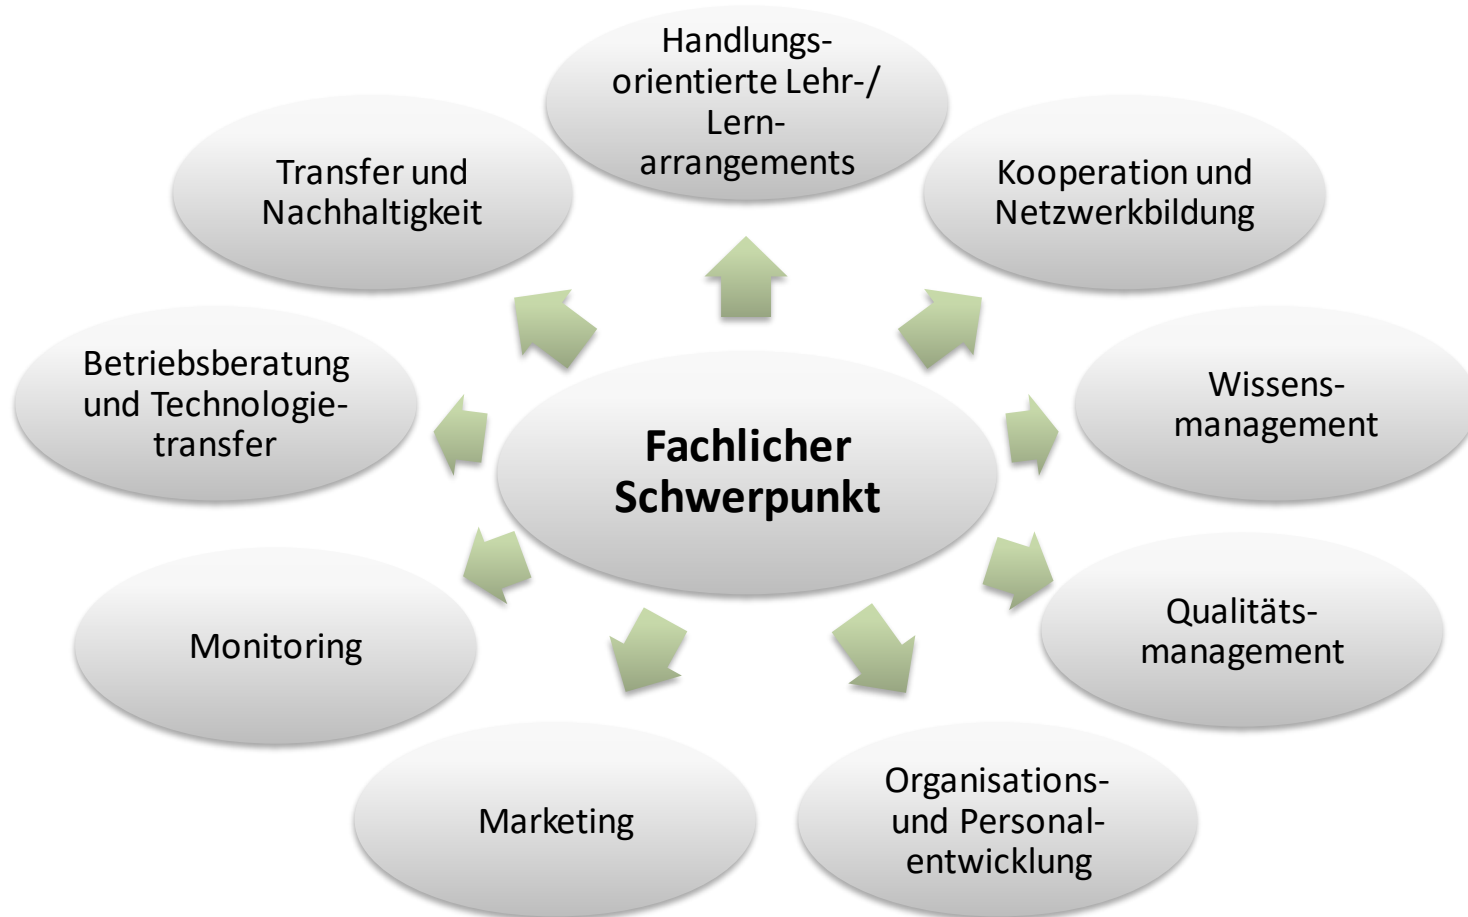 Handlungs-
orientierte Lehr-/
Lern-
arrangements
Kooperation und
Netzwerkbildung
Wissens-
management
Qualitäts-
management
Organisations-
und Personal-
entwicklung
Marketing
Monitoring
Betriebsberatung
und Technologie-
transfer
Transfer und
Nachhaltigkeit
Fachlicher
Schwerpunkt